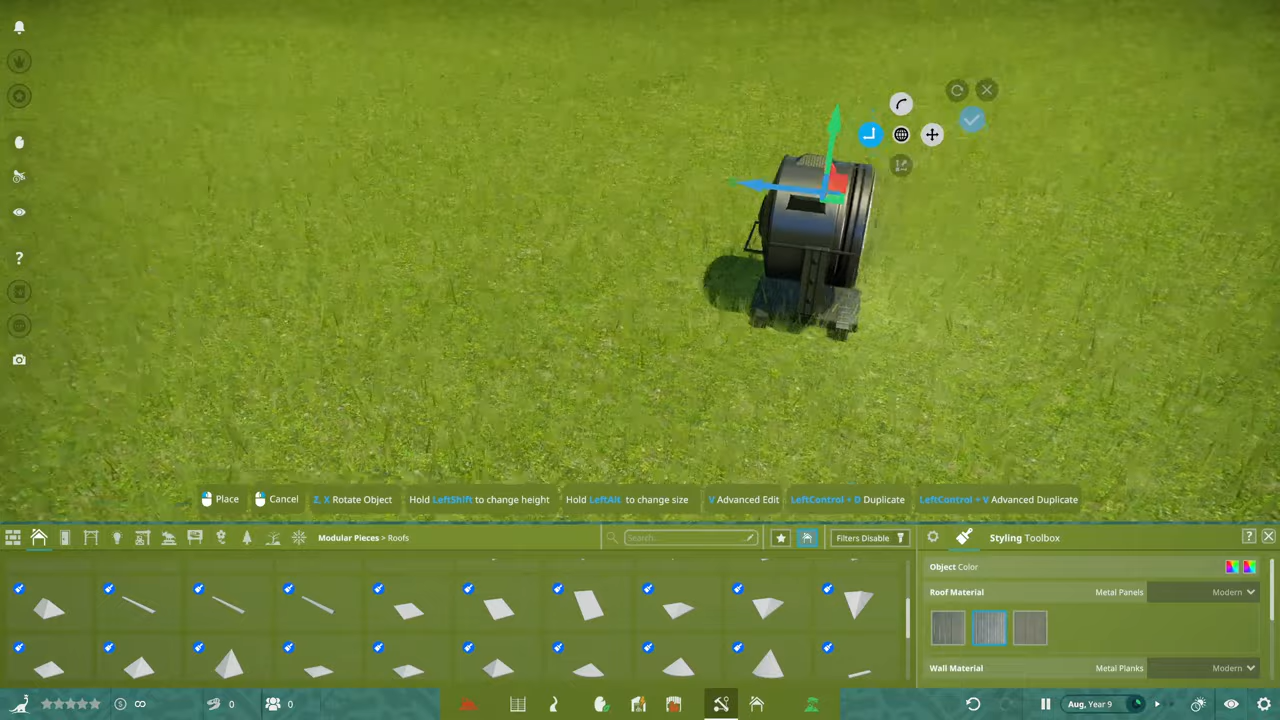 Place
Cancel
Z, X Rotate Object
Hold LeftShift to change height
Hold LeftAlt to change size
V Advanced Edit
LeftControl + D Duplicate
LeftControl + V Advanced Duplicate
Modular Pieces > Roofs
Search...
Filters Disable
Styling Toolbox
?
Object Color
Roof Material Metal Panels Modern
Wall Material Metal Planks Modern
?
∞
0
0
Aug, Year 9